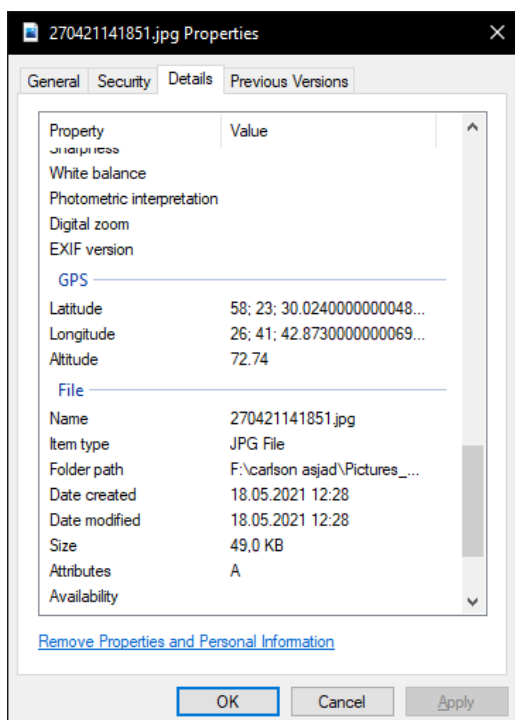 270421141851.jpg Properties
General Security Details Previous Versions
Property Value
Sharpness
White balance
Photometric interpretation
Digital zoom
EXIF version
GPS
Latitude 58; 23; 30.0240000000048...
Longitude 26; 41; 42.8730000000069...
Altitude 72.74
File
Name 270421141851.jpg
Item type JPG File
Folder path F:\carlson asjad\Pictures_...
Date created 18.05.2021 12:28
Date modified 18.05.2021 12:28
Size 49,0 KB
Attributes A
Availability
Remove Properties and Personal Information
OK Cancel Apply